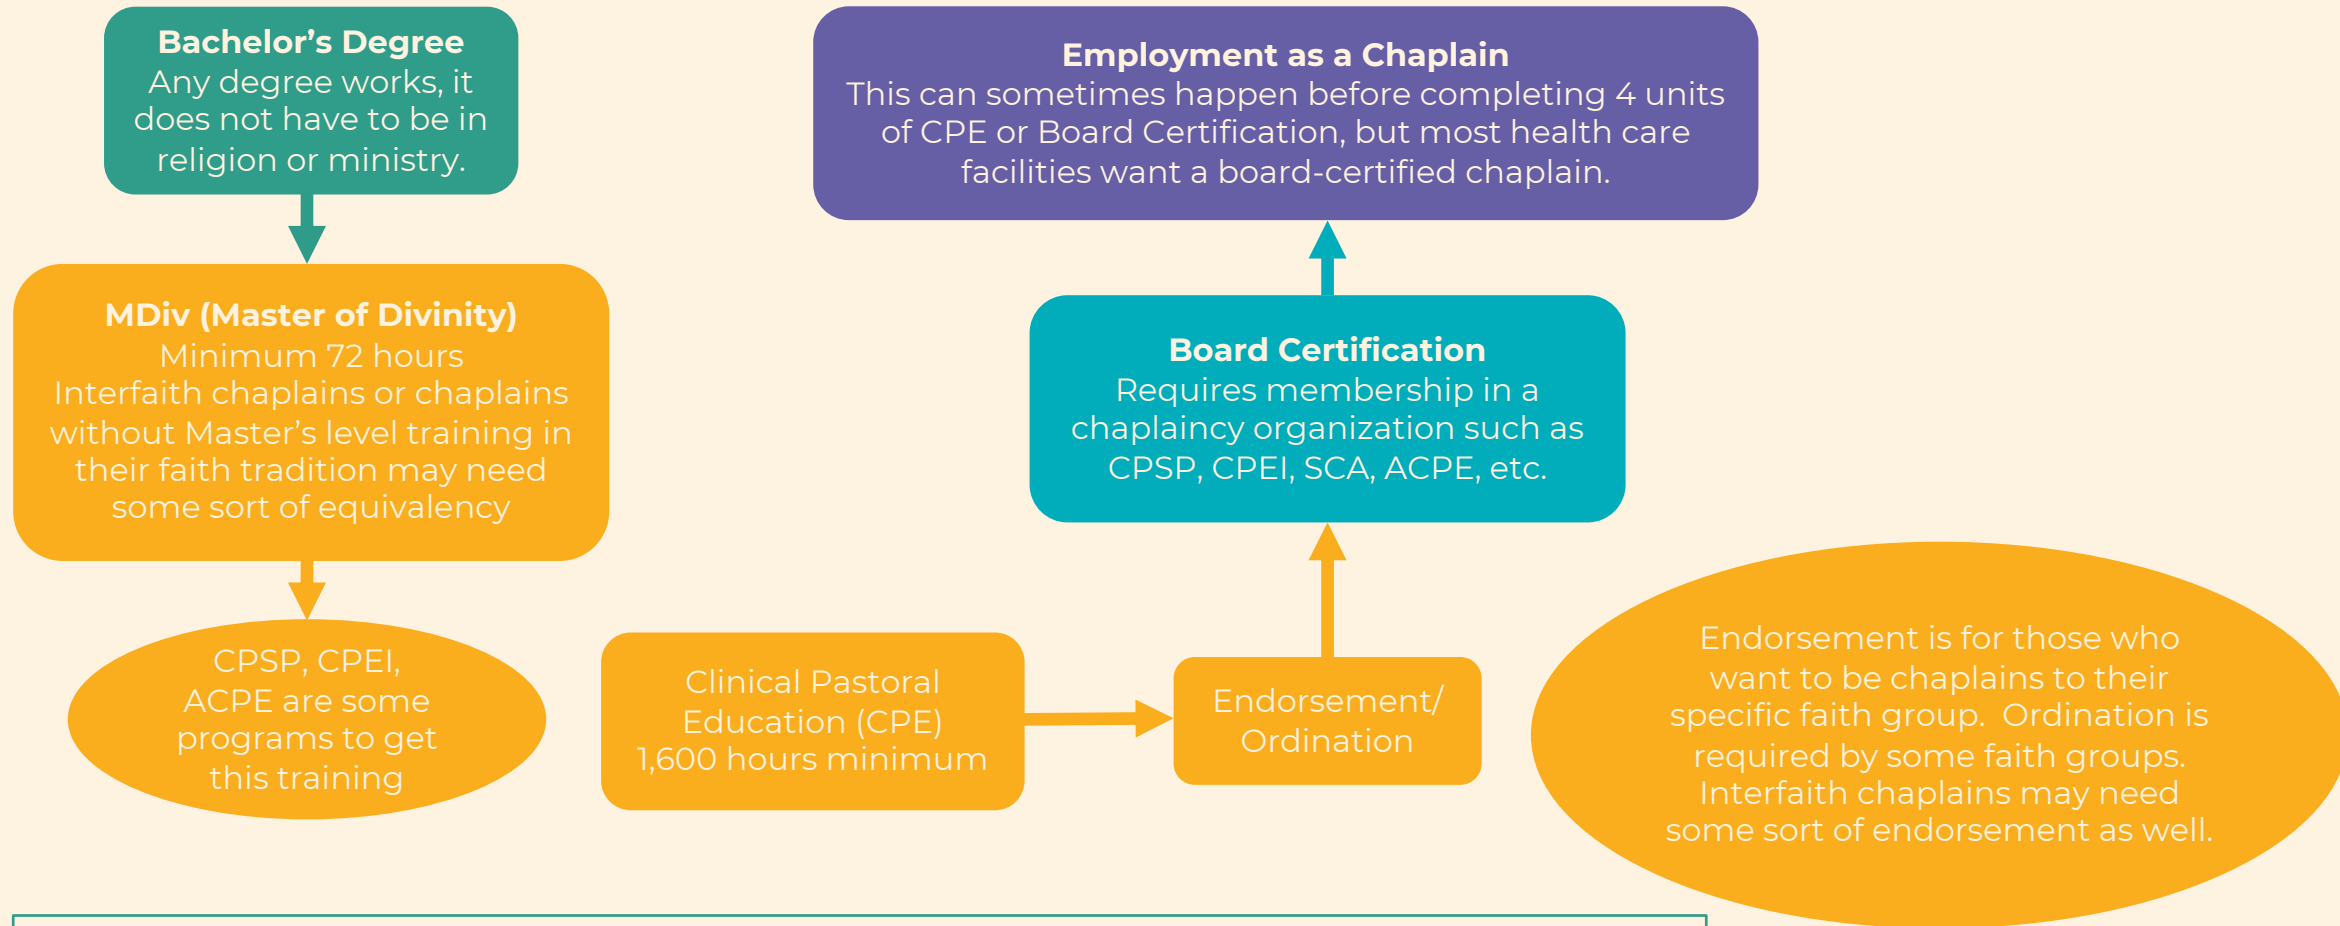 Bachelor’s Degree
Any degree works, it
does not have to be in
religion or ministry.
MDiv (Master of Divinity)
Minimum 72 hours
Interfaith chaplains or chaplains
without Master’s level training in
their faith tradition may need
some sort of equivalency
CPSP, CPEI,
ACPE are some
programs to get
this training
Clinical Pastoral
Education (CPE)
1,600 hours minimum
Endorsement/
Ordination
Endorsement is for those who
want to be chaplains to their
specific faith group.  Ordination is
required by some faith groups.
Interfaith chaplains may need
some sort of endorsement as well.
Board Certification
Requires membership in a
chaplaincy organization such as
CPSP, CPEI, SCA, ACPE, etc.
Employment as a Chaplain
This can sometimes happen before completing 4 units
of CPE or Board Certification, but most health care
facilities want a board-certified chaplain.